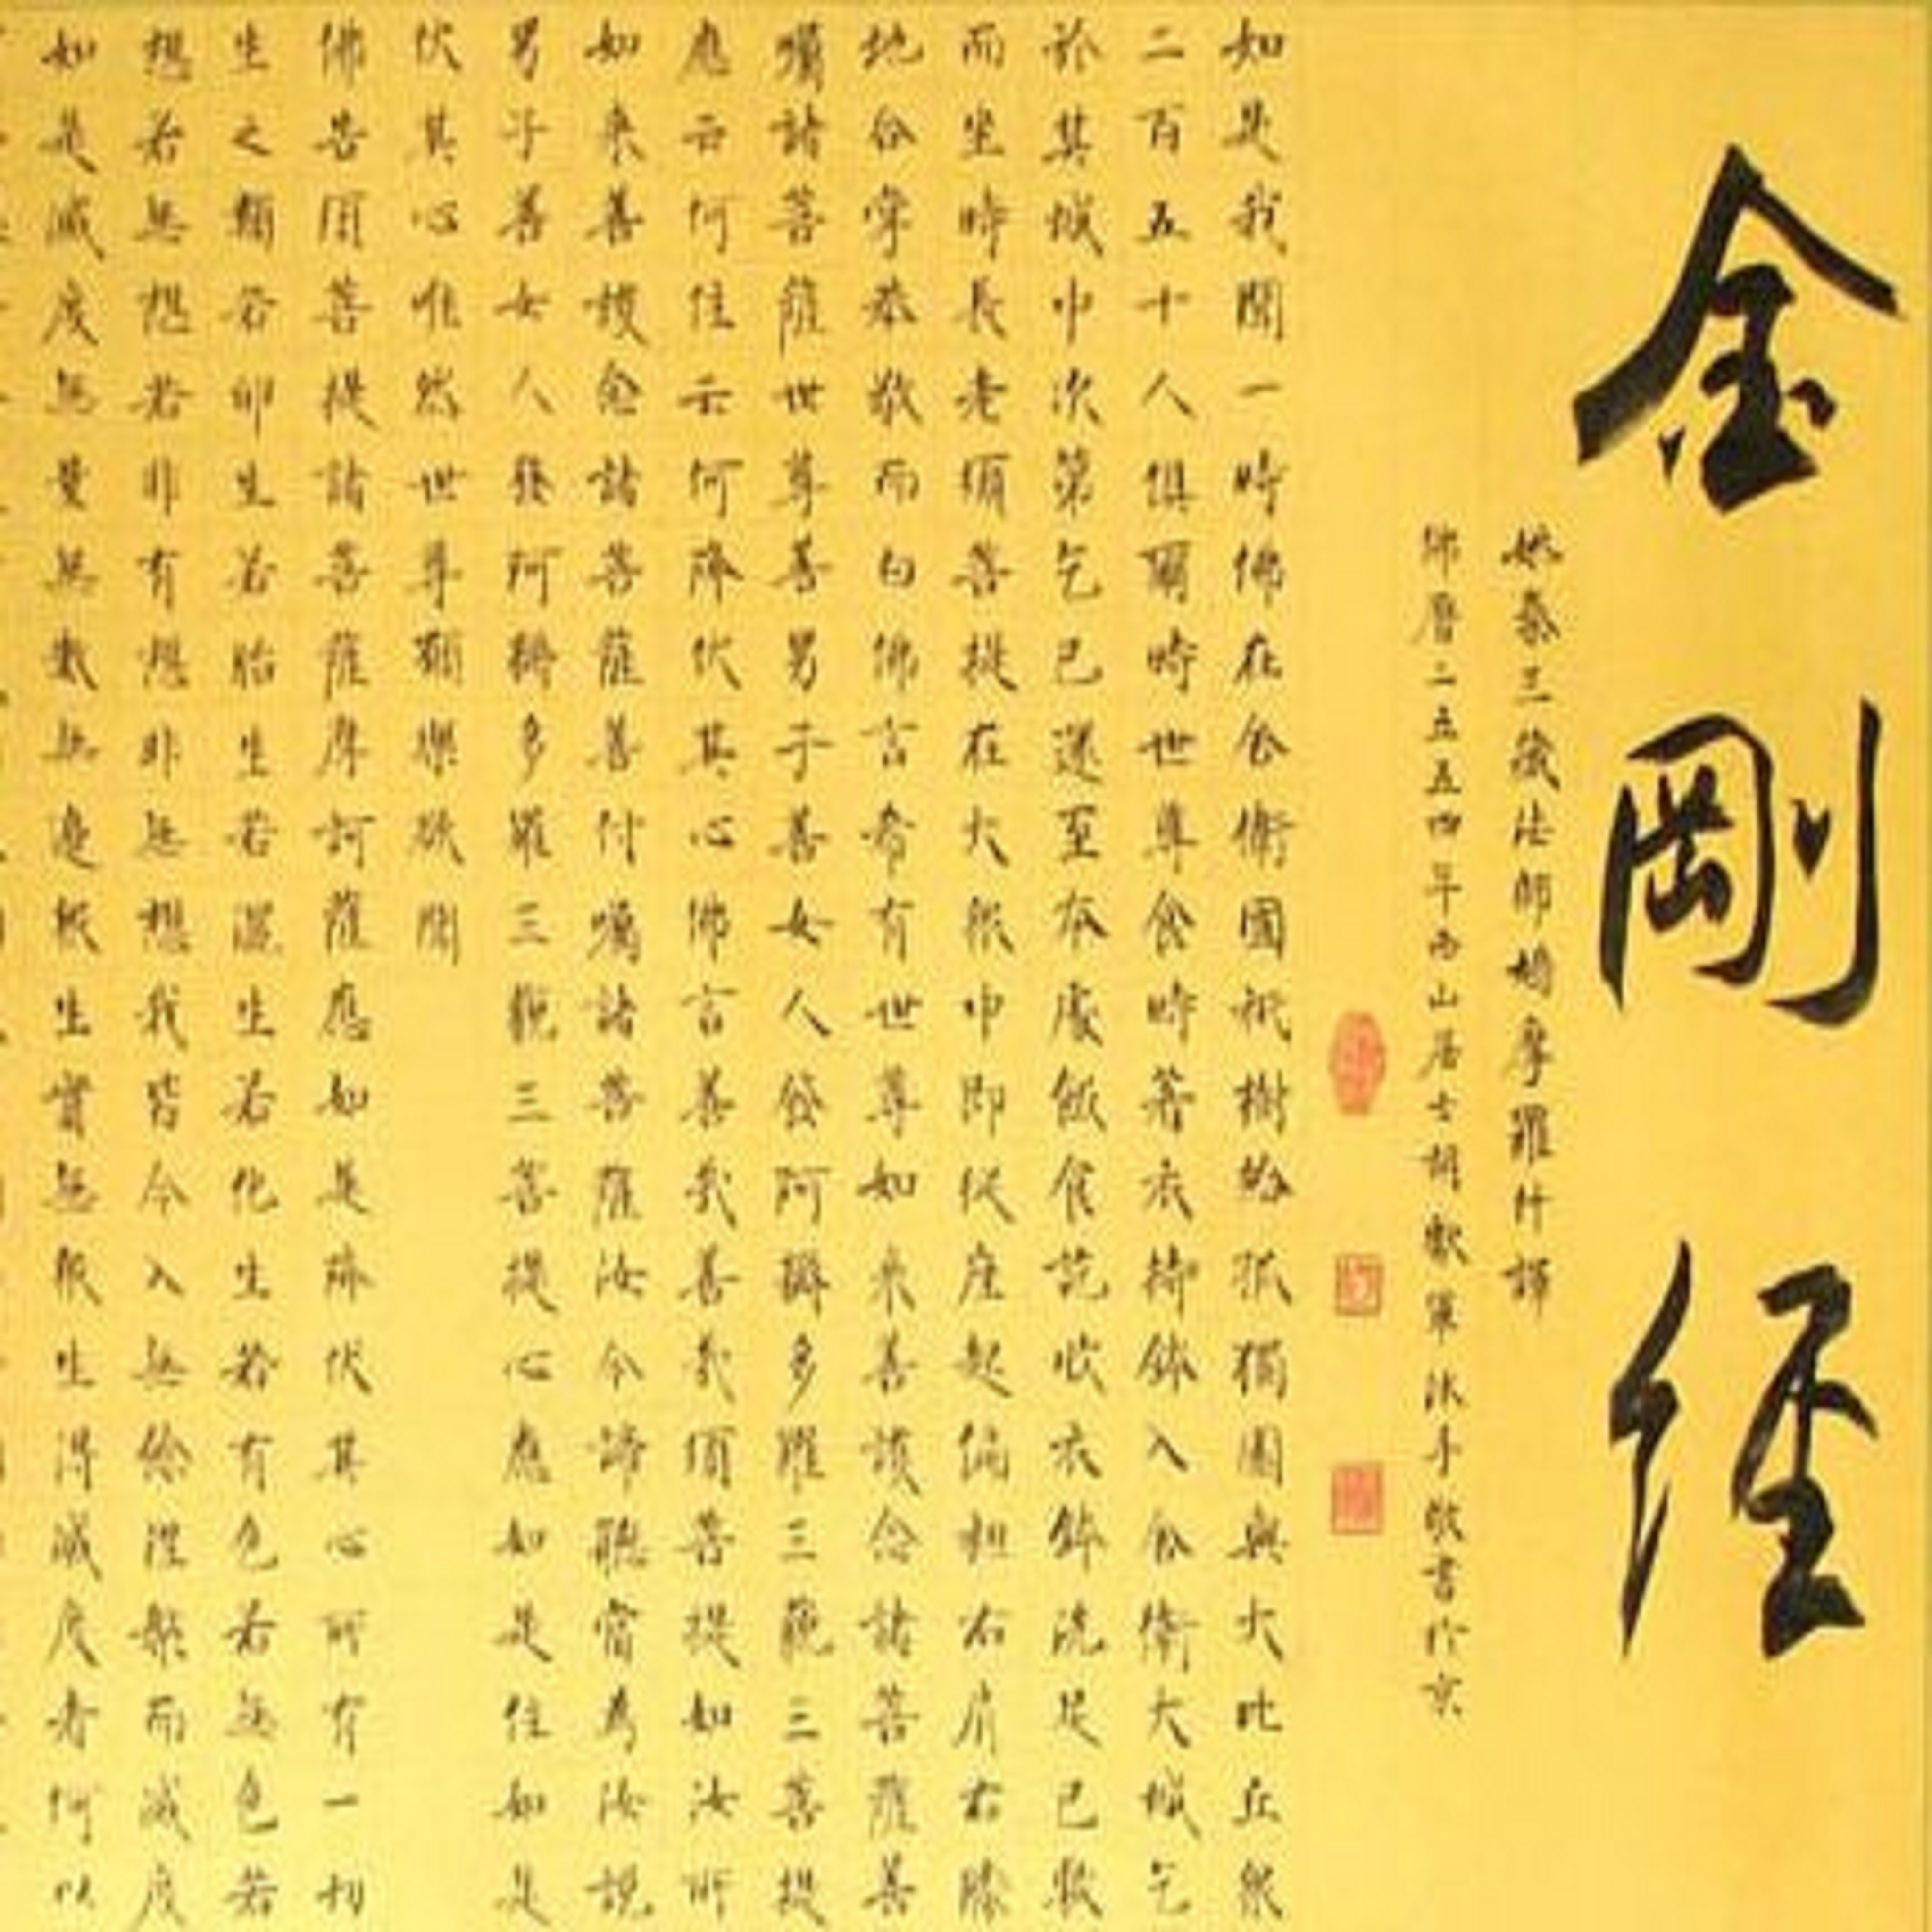 金剛經
姚秦三藏法師鳩摩羅什譯
佛曆二五五四年西山居士胡獻軍沐手敬書於京
如是我聞一時佛在舍衛國祇樹給孤獨園與大比丘眾
二百五十人俱爾時世尊食時著衣持鉢入舍衛大城乞
於其城中次第乞已還至本處飯食訖收衣鉢洗足已敷
而坐時長老須菩提在大眾中即從座起偏袒右肩右膝
地合掌恭敬而白佛言希有世尊如來善護念諸菩薩善
囑諸菩薩世尊善男子善女人發阿耨多羅三藐三菩提
應云何住云何降伏其心佛言善哉善哉須菩提如汝所
如來善護念諸菩薩善付囑諸菩薩汝今諦聽當為汝說
男子善女人發阿耨多羅三藐三菩提心應如是住如是
伏其心唯然世尊願樂欲聞
佛告須菩提諸菩薩摩訶薩應如是降伏其心所有一切
生之類若卵生若胎生若濕生若化生若有色若無色若
想若無想若非有想非無想我皆令入無餘涅槃而滅度
如是滅度無量無數無邊眾生實無眾生得滅度者何以